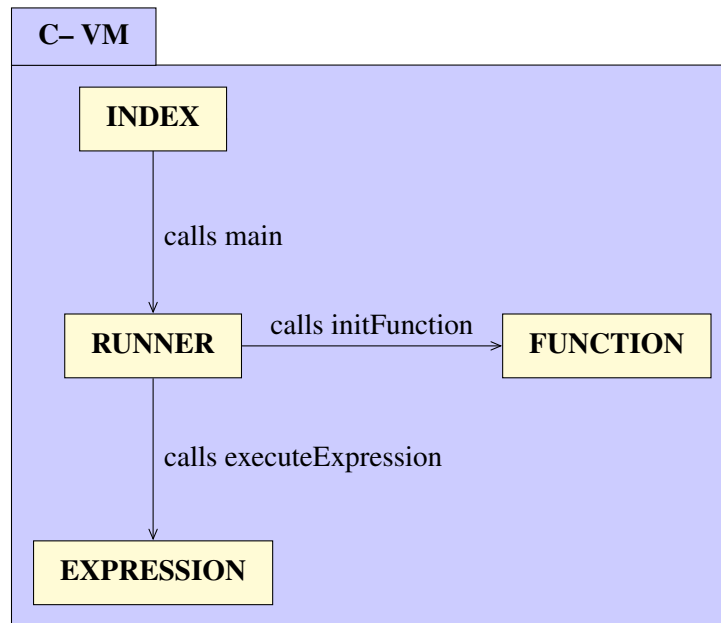 C– VM
INDEX
calls main
RUNNER
calls initFunction
FUNCTION
calls executeExpression
EXPRESSION